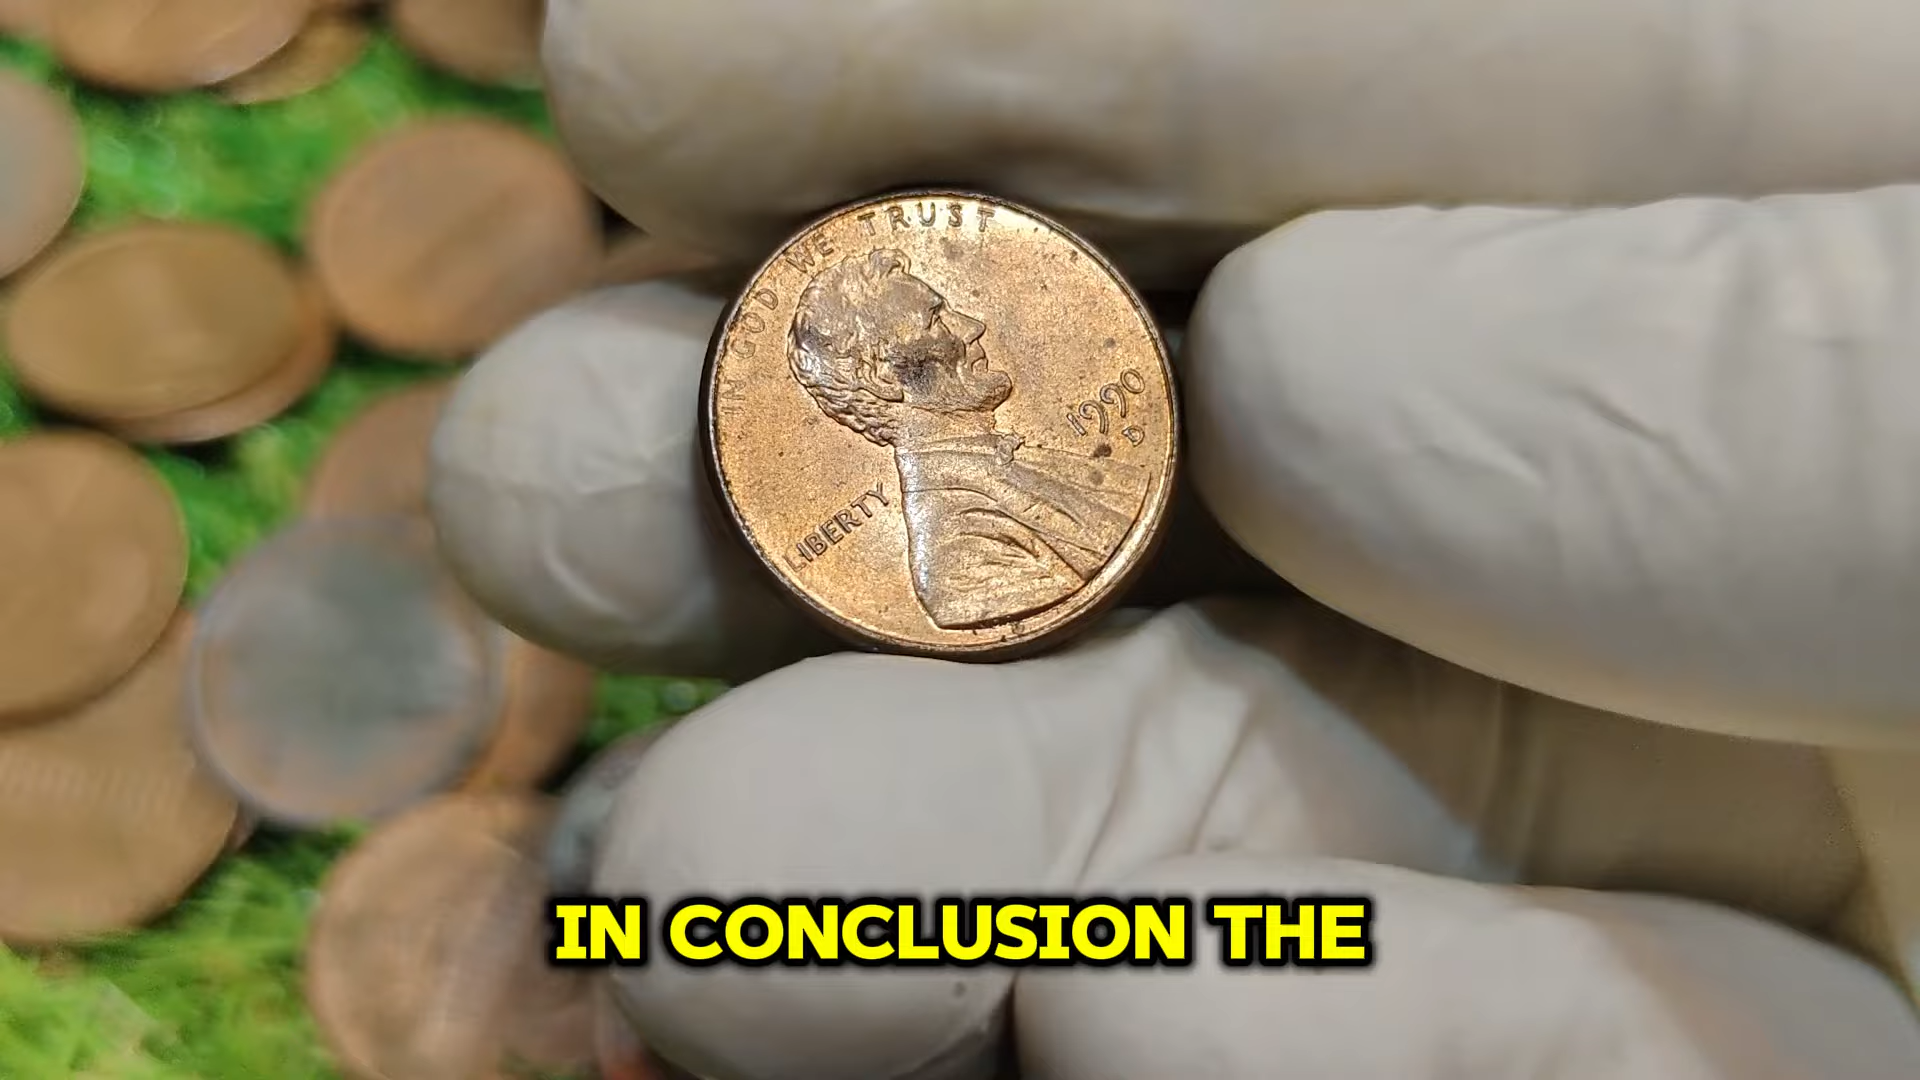 IN GOD WE TRUST
LIBERTY
1990
D
IN CONCLUSION THE